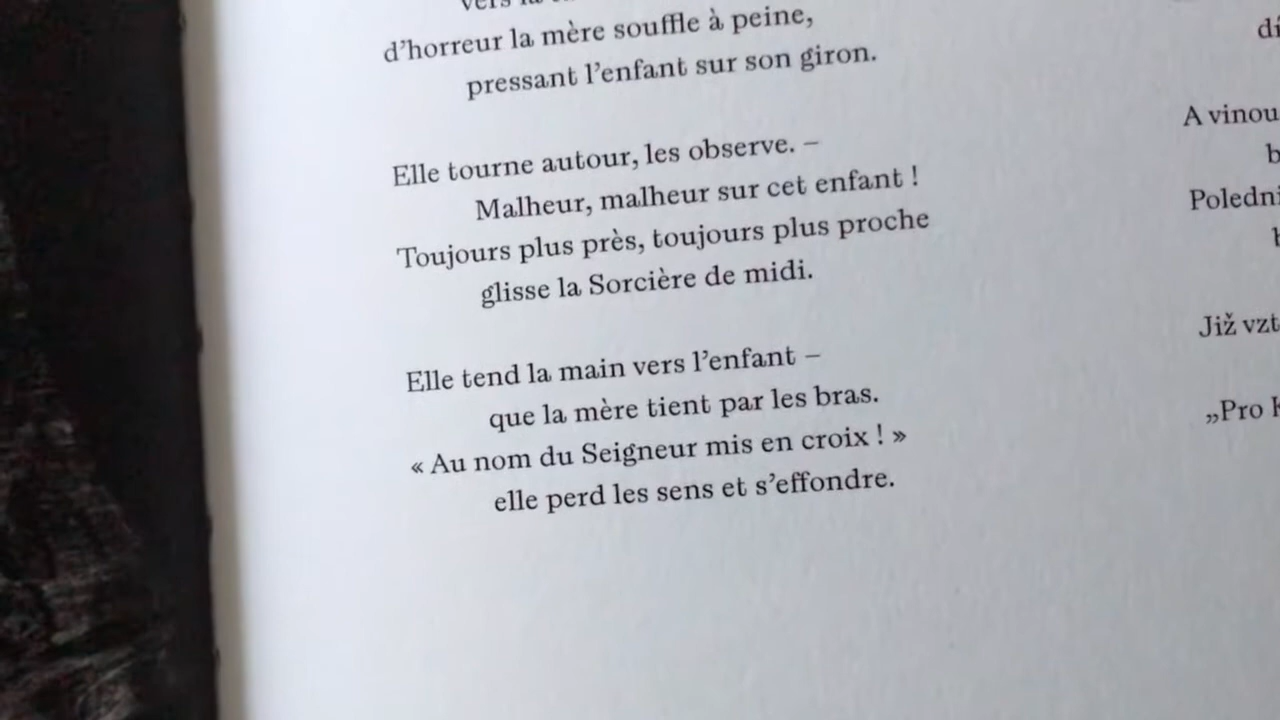 vers la
d’horreur la mère souffle à peine,
pressant l’enfant sur son giron.
Elle tourne autour, les observe. –
Malheur, malheur sur cet enfant !
Toujours plus près, toujours plus proche
glisse la Sorcière de midi.
Elle tend la main vers l’enfant –
que la mère tient par les bras.
« Au nom du Seigneur mis en croix ! »
elle perd les sens et s’effondre.
A vinou
Již
„Pro